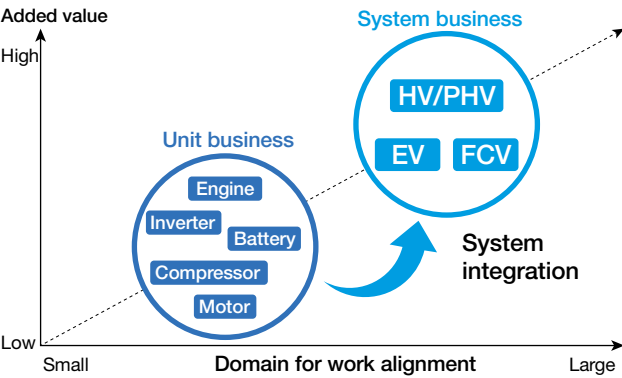 Added value
System business
High
HV/PHV
EV
FCV
Unit business
Engine
Inverter
Battery
Compressor
Motor
System
integration
Low
Small
Domain for work alignment
Large